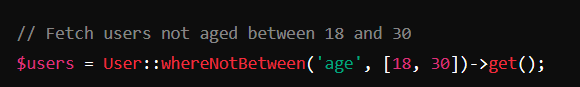 // Fetch users not aged between 18 and 30
$users = User::whereNotBetween('age', [18, 30])->get();